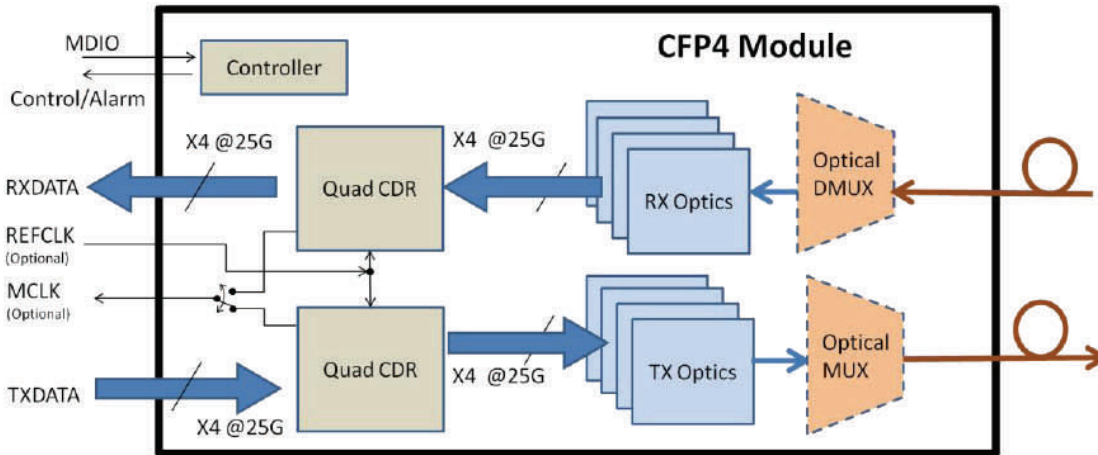 CFP4 Module
MDIO
Controller
Control/Alarm
X4 @25G
X4 @25G
RXDATA
Quad CDR
RX Optics
Optical
DMUX
REFCLK
(Optional)
MCLK
(Optional)
Quad CDR
TX Optics
Optical
MUX
X4 @25G
TXDATA
X4 @25G